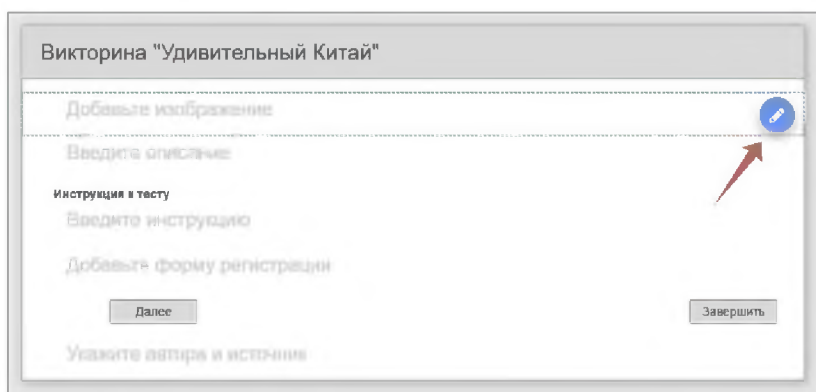 Викторина "Удивительный Китай"
Добавьте изображение
Введите описание
Инструкция к тесту
Введите инструкцию
Добавьте форму регистрации
Далее Завершить
Укажите автора и источник